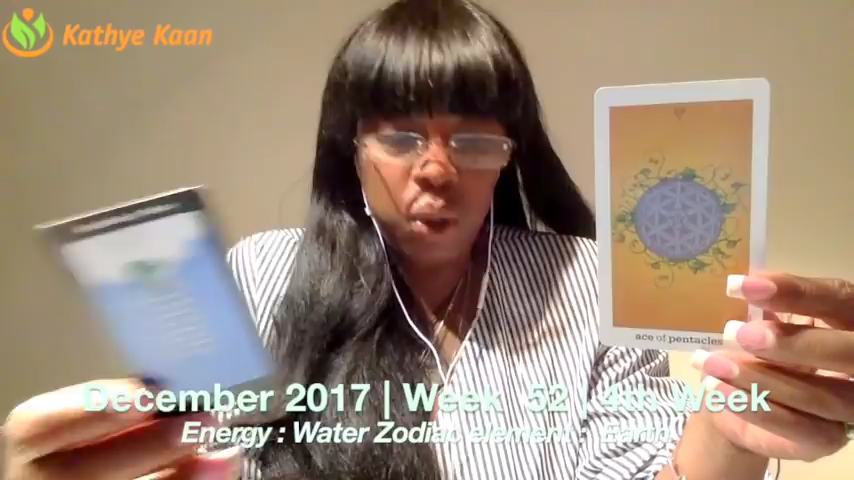 Kathye Kaan
ace of pentacles
December 2017 | Week 52 | 4th Week
Energy : Water Zodiac element : Earth